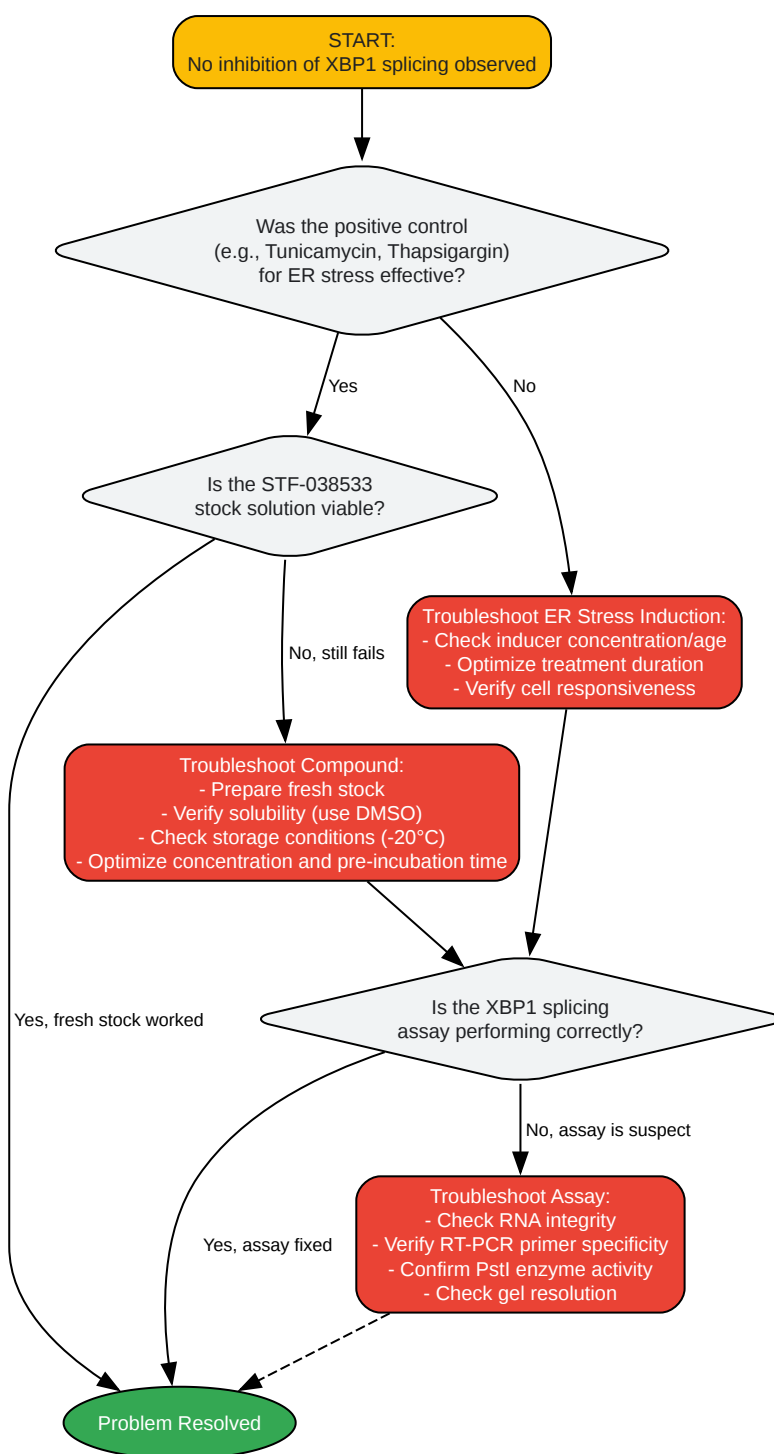 START:
No inhibition of XBP1 splicing observed
Was the positive control
(e.g., Tunicamycin, Thapsigargin)
for ER stress effective?
Yes
No
Is the STF-038533
stock solution viable?
Troubleshoot ER Stress Induction:
- Check inducer concentration/age
- Optimize treatment duration
- Verify cell responsiveness
No, still fails
Troubleshoot Compound:
- Prepare fresh stock
- Verify solubility (use DMSO)
- Check storage conditions (-20°C)
- Optimize concentration and pre-incubation time
Yes, fresh stock worked
Is the XBP1 splicing
assay performing correctly?
No, assay is suspect
Yes, assay fixed
Troubleshoot Assay:
- Check RNA integrity
- Verify RT-PCR primer specificity
- Confirm PstI enzyme activity
- Check gel resolution
Problem Resolved